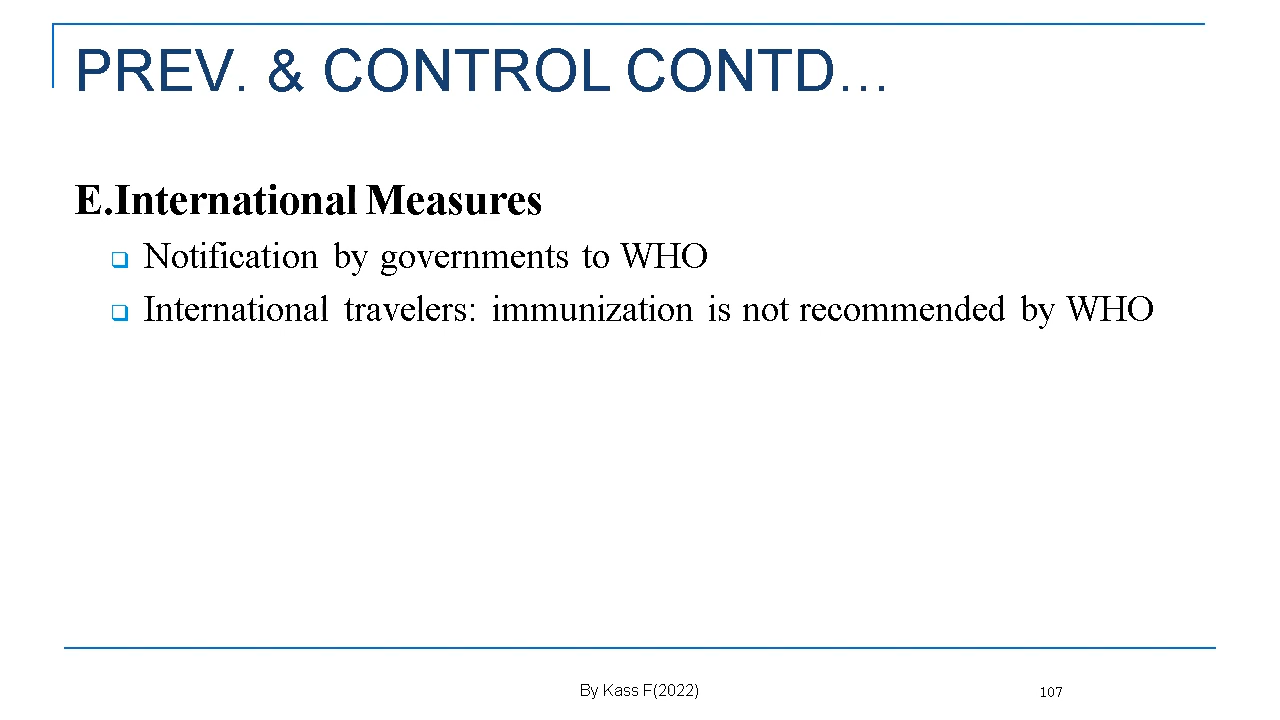 PREV. & CONTROL CONTD…
E.International Measures
Notification by governments to WHO
International travelers: immunization is not recommended by WHO
By Kass F(2022)
107